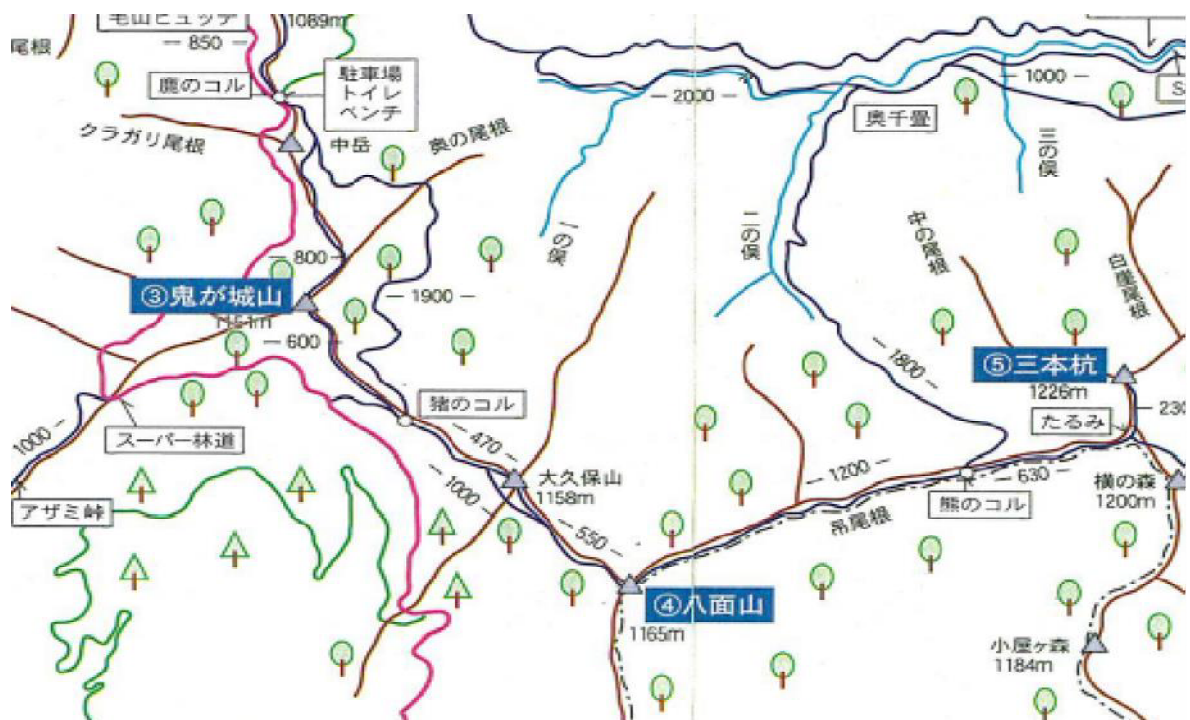 毛山ヒュッテ
1089m
尾根
— 850 —
鹿のコル
駐車場
トイレ
ベンチ
クラガリ尾根
中岳
奥の尾根
— 2000 —
— 1000 —
奥千畳
三の俣
一の俣
二の俣
中の尾根
白崖尾根
— 800 —
③鬼が城山
1151m
— 1900 —
— 600 —
猪のコル
— 1800 —
⑤三本杭
1226m
たるみ
230
1000 —
スーパー林道
— 470 —
大久保山
1158m
— 1000 —
— 1200 —
— 630 —
横の森
1200m
アザミ峠
熊のコル
吊尾根
— 550 —
④八面山
1165m
小屋ヶ森
1184m